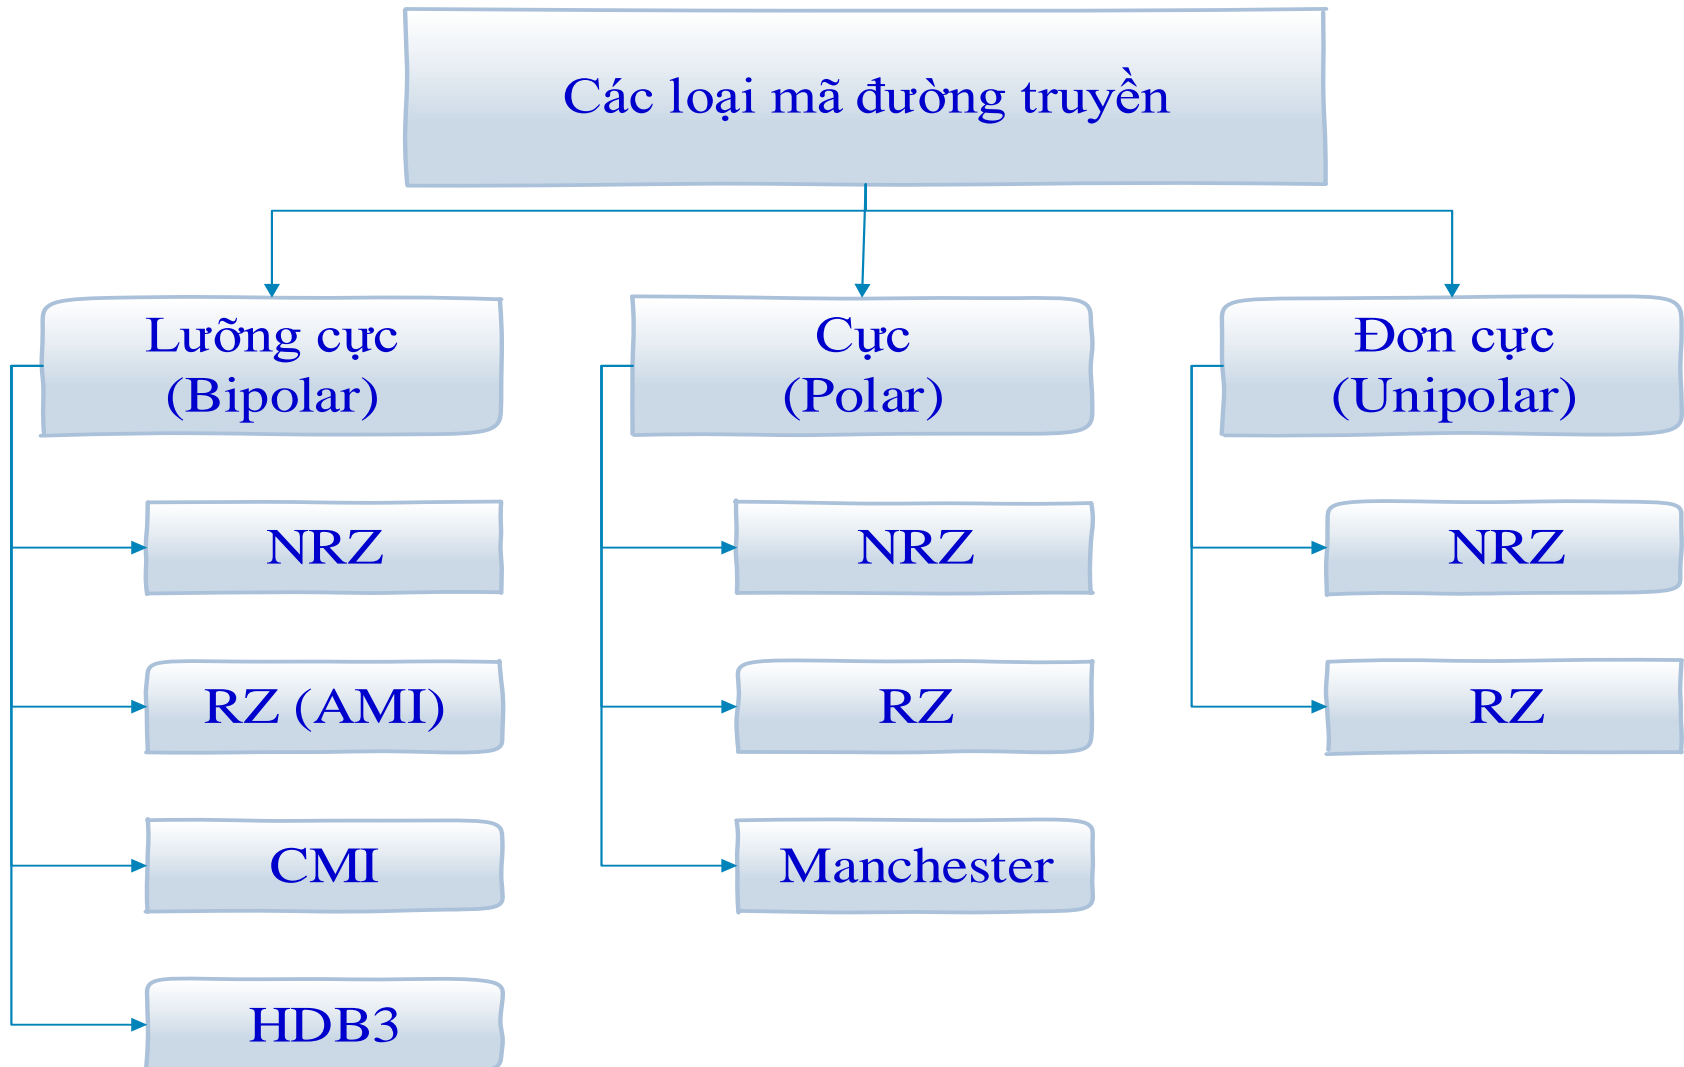 Các loại mã đường truyền
Lưỡng cực
(Bipolar)
NRZ
RZ (AMI)
CMI
HDB3
Cực
(Polar)
NRZ
RZ
Manchester
Đơn cực
(Unipolar)
NRZ
RZ